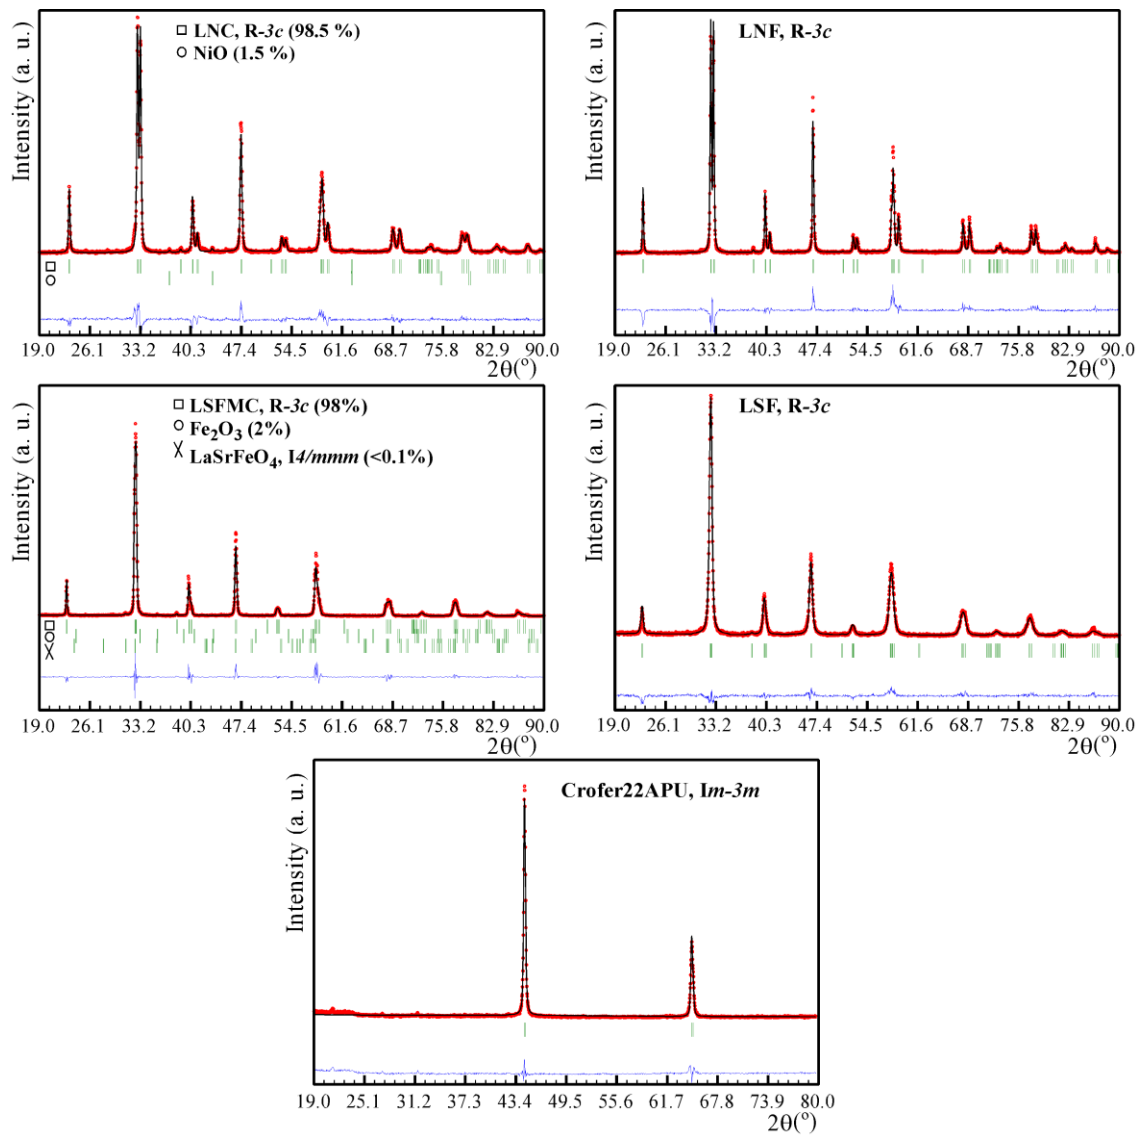 □ LNC, R-3c (98.5 %)
○ NiO (1.5 %)
Intensity (a. u.)
□
○
19.0 26.1 33.2 40.3 47.4 54.5 61.6 68.7 75.8 82.9 90.0
2θ(º)
LNF, R-3c
Intensity (a. u.)
19.0 26.1 33.2 40.3 47.4 54.5 61.6 68.7 75.8 82.9 90.0
2θ(º)
□ LSFMC, R-3c (98%)
○ Fe₂O₃ (2%)
X LaSrFeO₄, I4/mmm (<0.1%)
Intensity (a. u.)
□
○
X
19.0 26.1 33.2 40.3 47.4 54.5 61.6 68.7 75.8 82.9 90.0
2θ(º)
LSF, R-3c
Intensity (a. u.)
19.0 26.1 33.2 40.3 47.4 54.5 61.6 68.7 75.8 82.9 90.0
2θ(º)
Crofer22APU, Im-3m
Intensity (a. u.)
19.0 25.1 31.2 37.3 43.4 49.5 55.6 61.7 67.8 73.9 80.0
2θ(º)